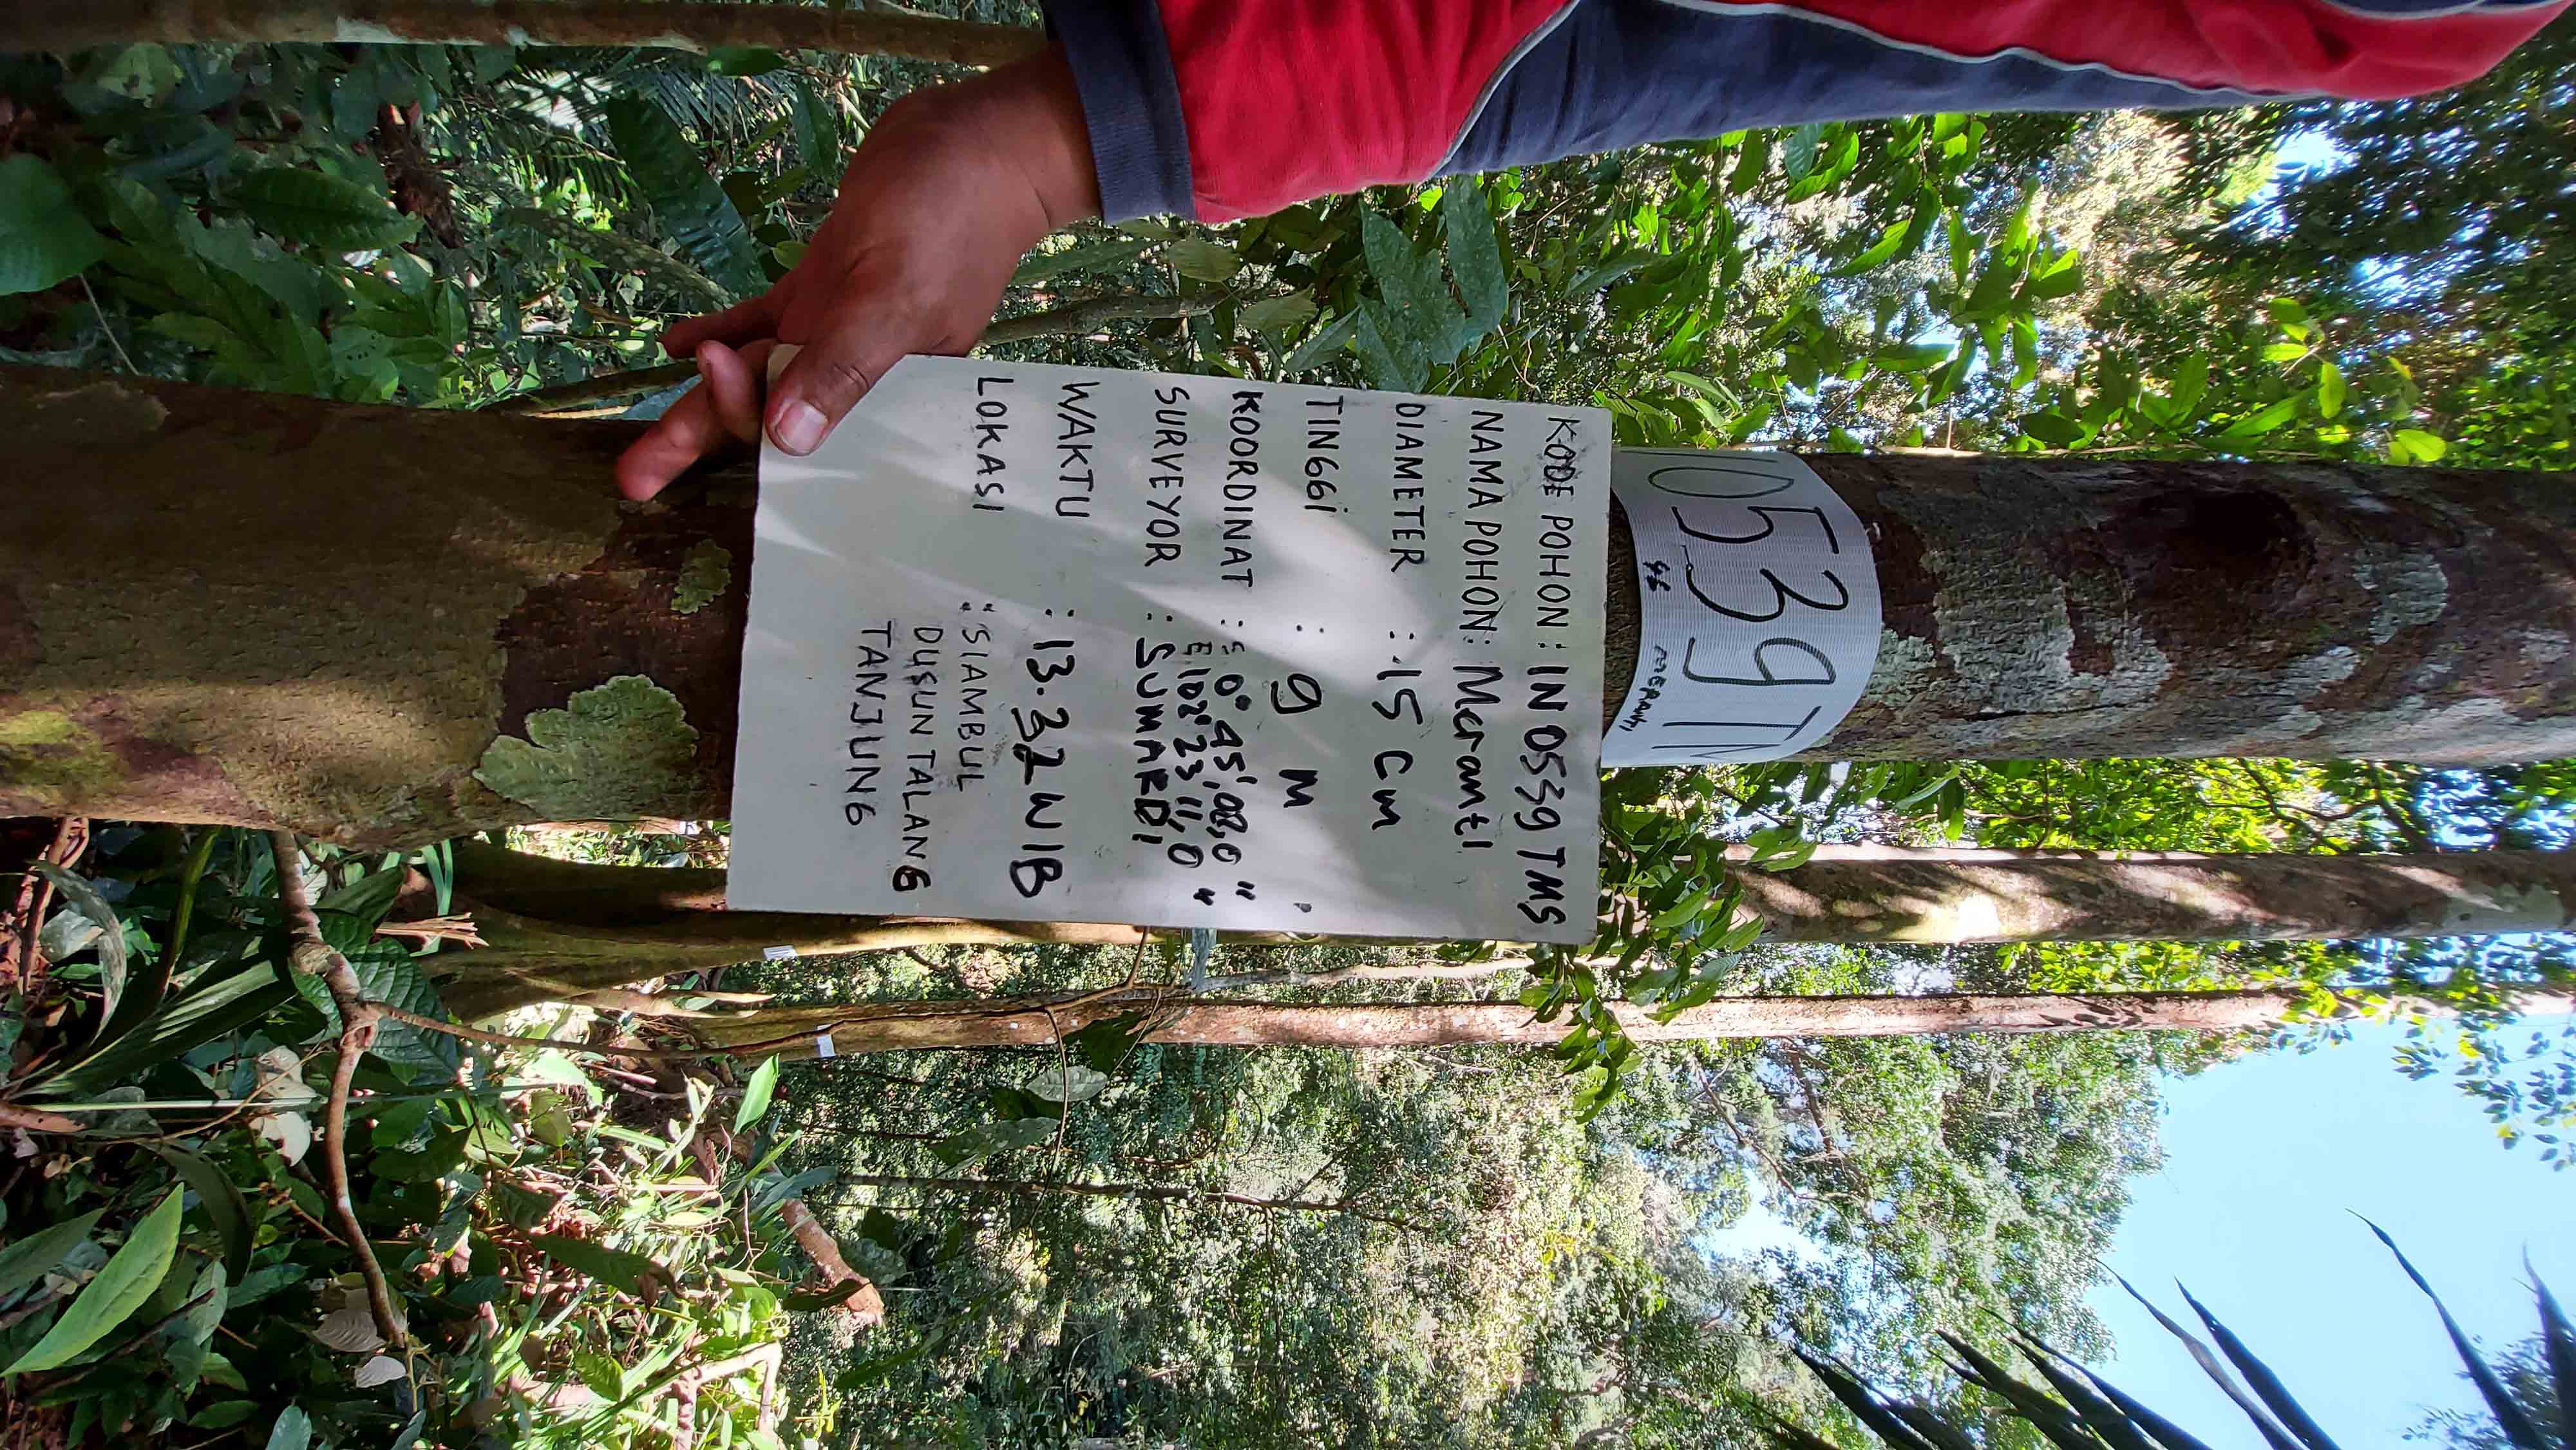 KODE POHON : IN 0539 TMS
NAMA POHON : Meranti
DIAMETER : 15 cm
TINGGI : 9 m
KOORDINAT : S 0° 45' 08,0 "
E 102° 23' 11,0 "
SURVEYOR : SUMARDI
WAKTU : 13.32 WIB
LOKASI : "SIAMBUL
DUSUN TALANG
TANJUNG
0539 T
MERANTI